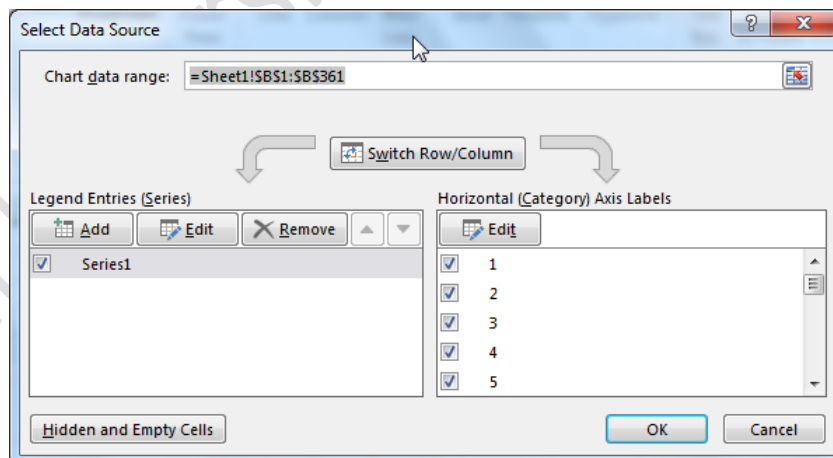 Select Data Source
?
Chart data range: =Sheet1!$B$1:$B$361
Switch Row/Column
Legend Entries (Series)
Add Edit Remove
Series1
Horizontal (Category) Axis Labels
Edit
1
2
3
4
5
Hidden and Empty Cells
OK Cancel